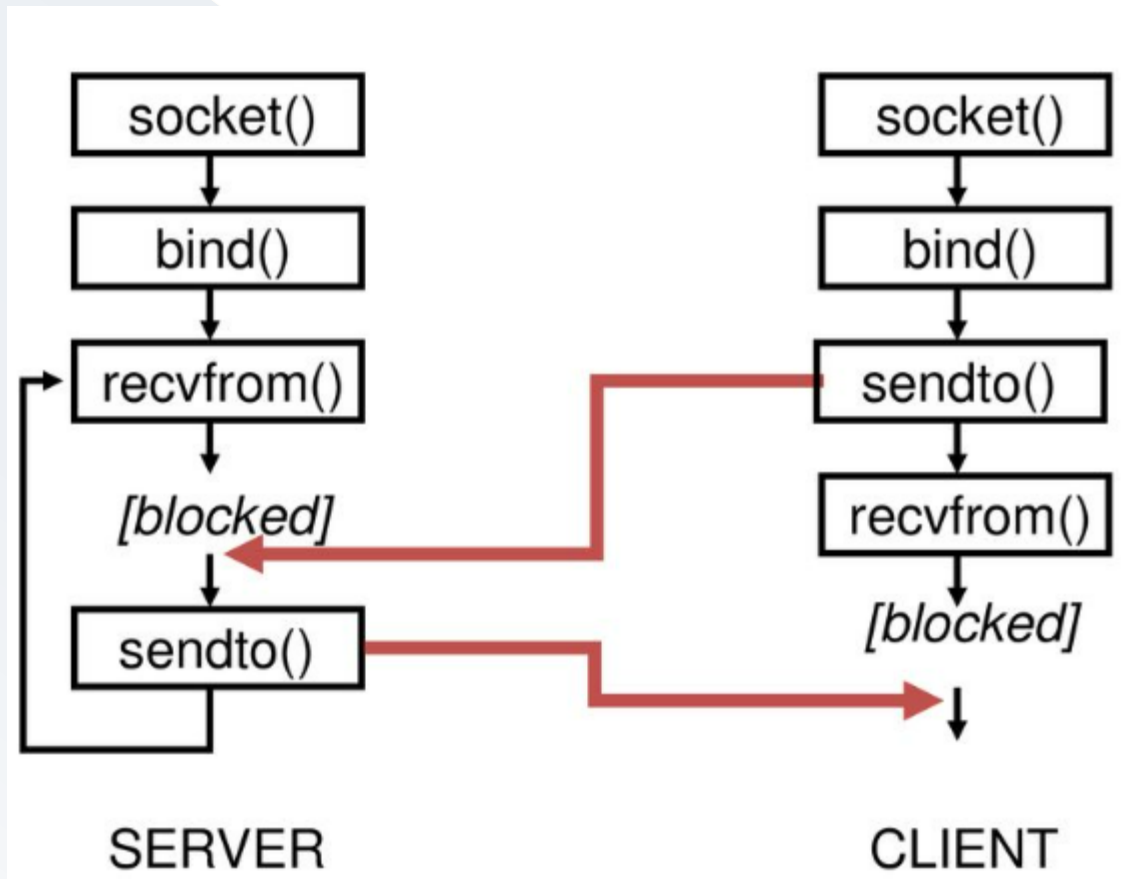 socket()
bind()
recvfrom()
[blocked]
sendto()
SERVER
socket()
bind()
sendto()
recvfrom()
[blocked]
CLIENT